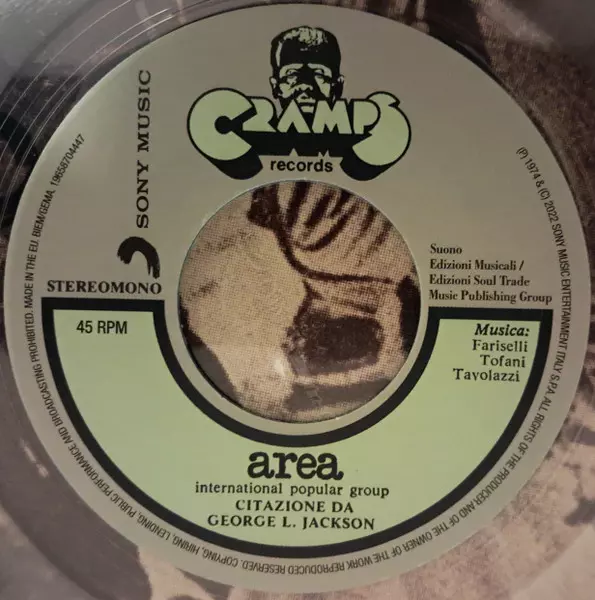 CRAMPS
records
SONY MUSIC
STEREOMONO
45 RPM
Suono
Edizioni Musicali /
Edizioni Soul Trade
Music Publishing Group
Musica:
Fariselli
Tofani
Tavolazzi
area
international popular group
CITAZIONE DA
GEORGE L. JACKSON
(P) 1974 & (C) 2022 SONY MUSIC ENTERTAINMENT ITALY S.P.A. ALL RIGHTS OF THE PRODUCER AND OF THE OWNER OF THE WORK REPRODUCED RESERVED. COPYING, HIRING, LENDING, PUBLIC PERFORMANCE AND BROADCASTING PROHIBITED. MADE IN THE EU. BIEM/GEMA. 19658704447